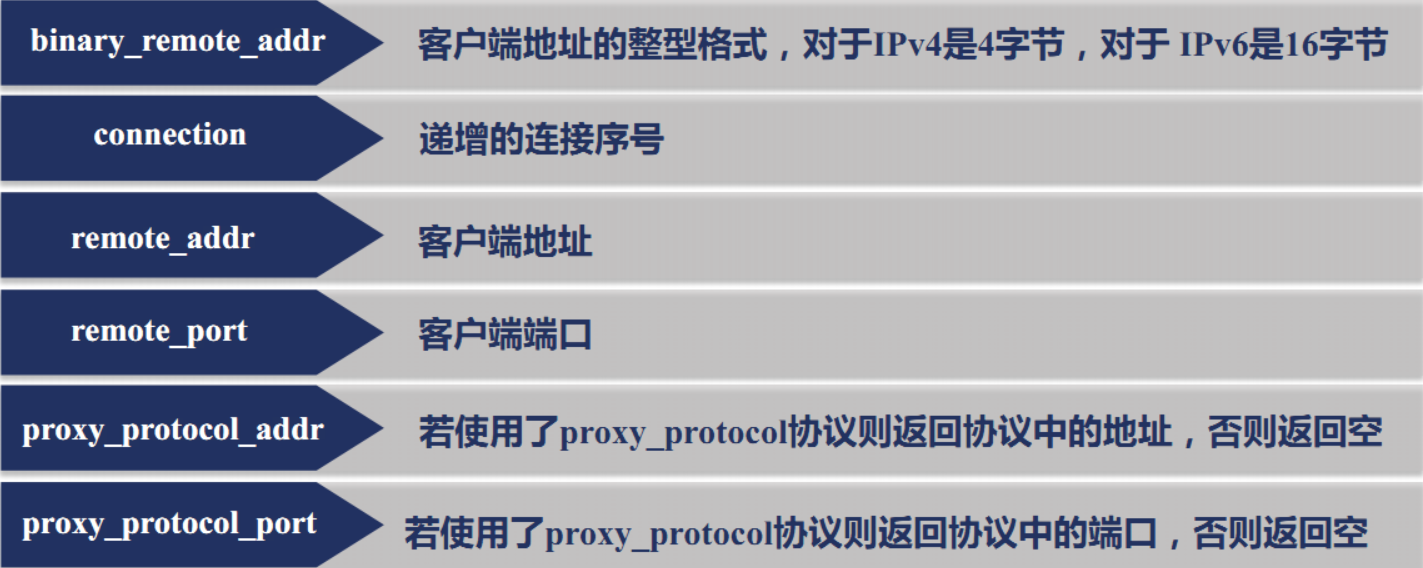 binary_remote_addr 客户端地址的整型格式，对于IPv4是4字节，对于 IPv6是16字节
connection 递增的连接序号
remote_addr 客户端地址
remote_port 客户端端口
proxy_protocol_addr 若使用了proxy_protocol协议则返回协议中的地址，否则返回空
proxy_protocol_port 若使用了proxy_protocol协议则返回协议中的端口，否则返回空